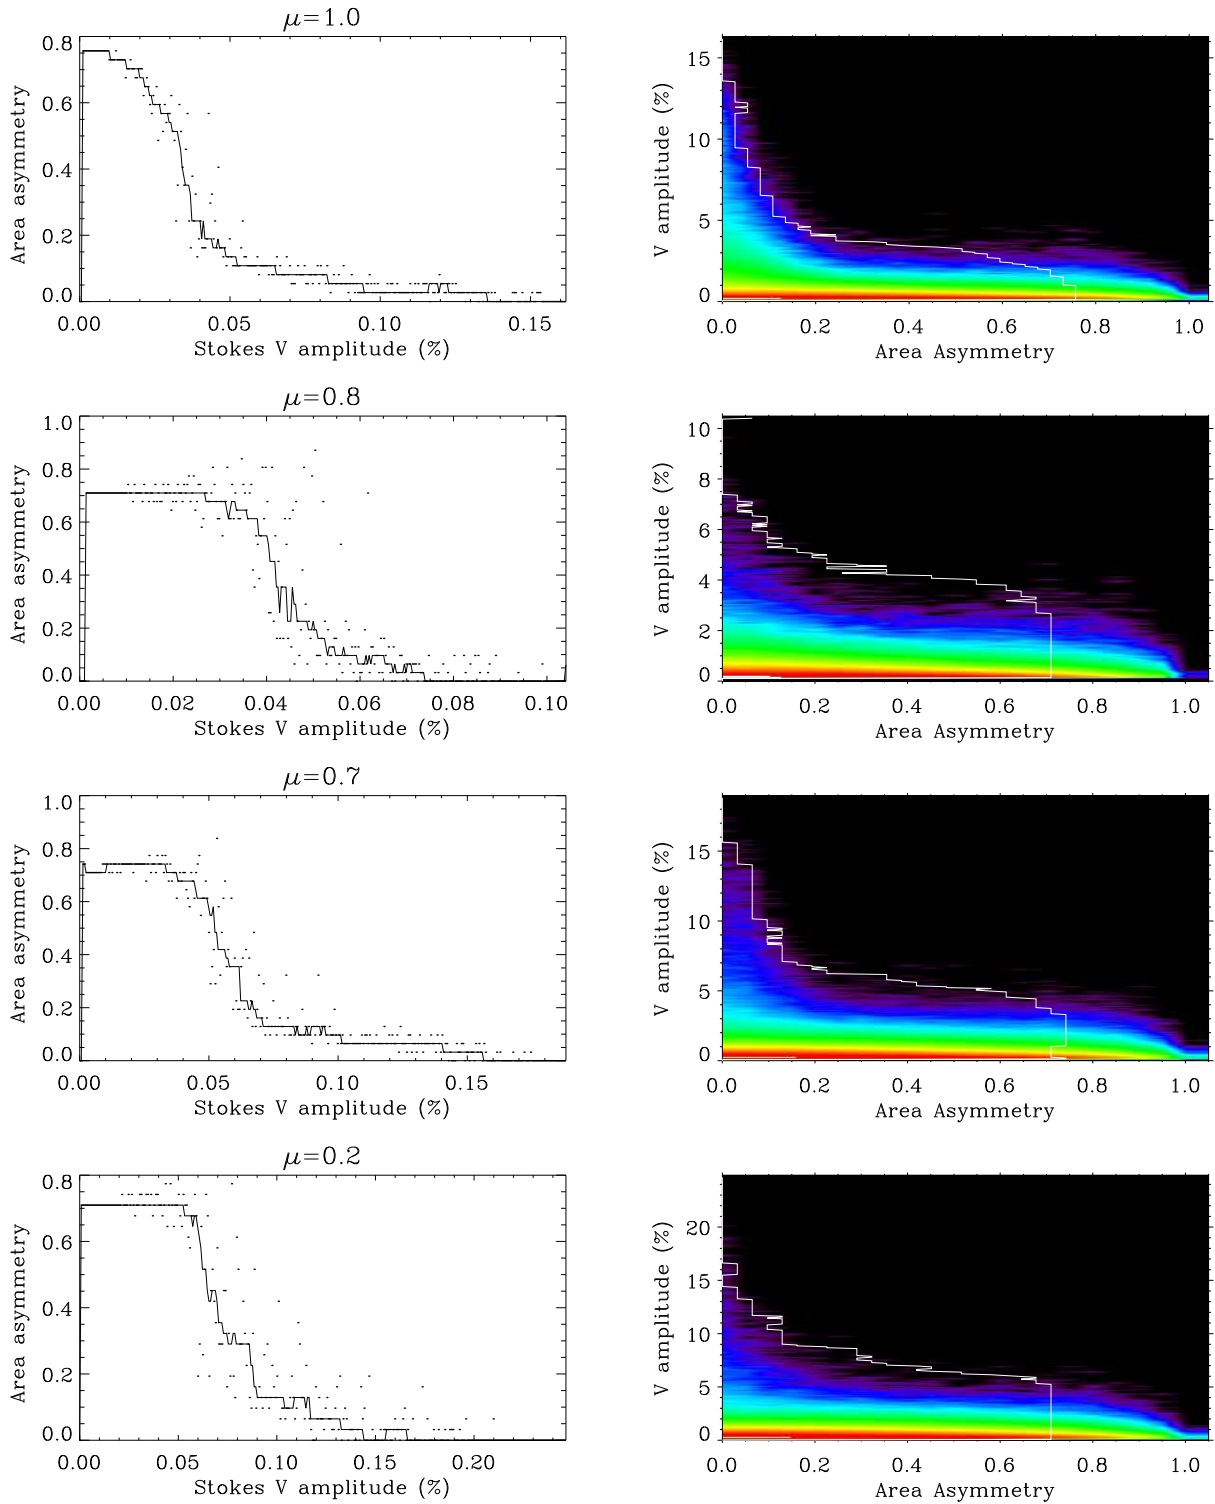 μ=1.0
0.8
0.6
0.4
0.2
0.0
Area asymmetry
0.00 0.05 0.10 0.15
Stokes V amplitude (%)
15
10
5
0
V amplitude (%)
0.0 0.2 0.4 0.6 0.8 1.0
Area Asymmetry
μ=0.8
1.0
0.8
0.6
0.4
0.2
0.0
Area asymmetry
0.00 0.02 0.04 0.06 0.08 0.10
Stokes V amplitude (%)
10
8
6
4
2
0
V amplitude (%)
0.0 0.2 0.4 0.6 0.8 1.0
Area Asymmetry
μ=0.7
1.0
0.8
0.6
0.4
0.2
0.0
Area asymmetry
0.00 0.05 0.10 0.15
Stokes V amplitude (%)
15
10
5
0
V amplitude (%)
0.0 0.2 0.4 0.6 0.8 1.0
Area Asymmetry
μ=0.2
0.8
0.6
0.4
0.2
0.0
Area asymmetry
0.00 0.05 0.10 0.15 0.20
Stokes V amplitude (%)
20
15
10
5
0
V amplitude (%)
0.0 0.2 0.4 0.6 0.8 1.0
Area Asymmetry